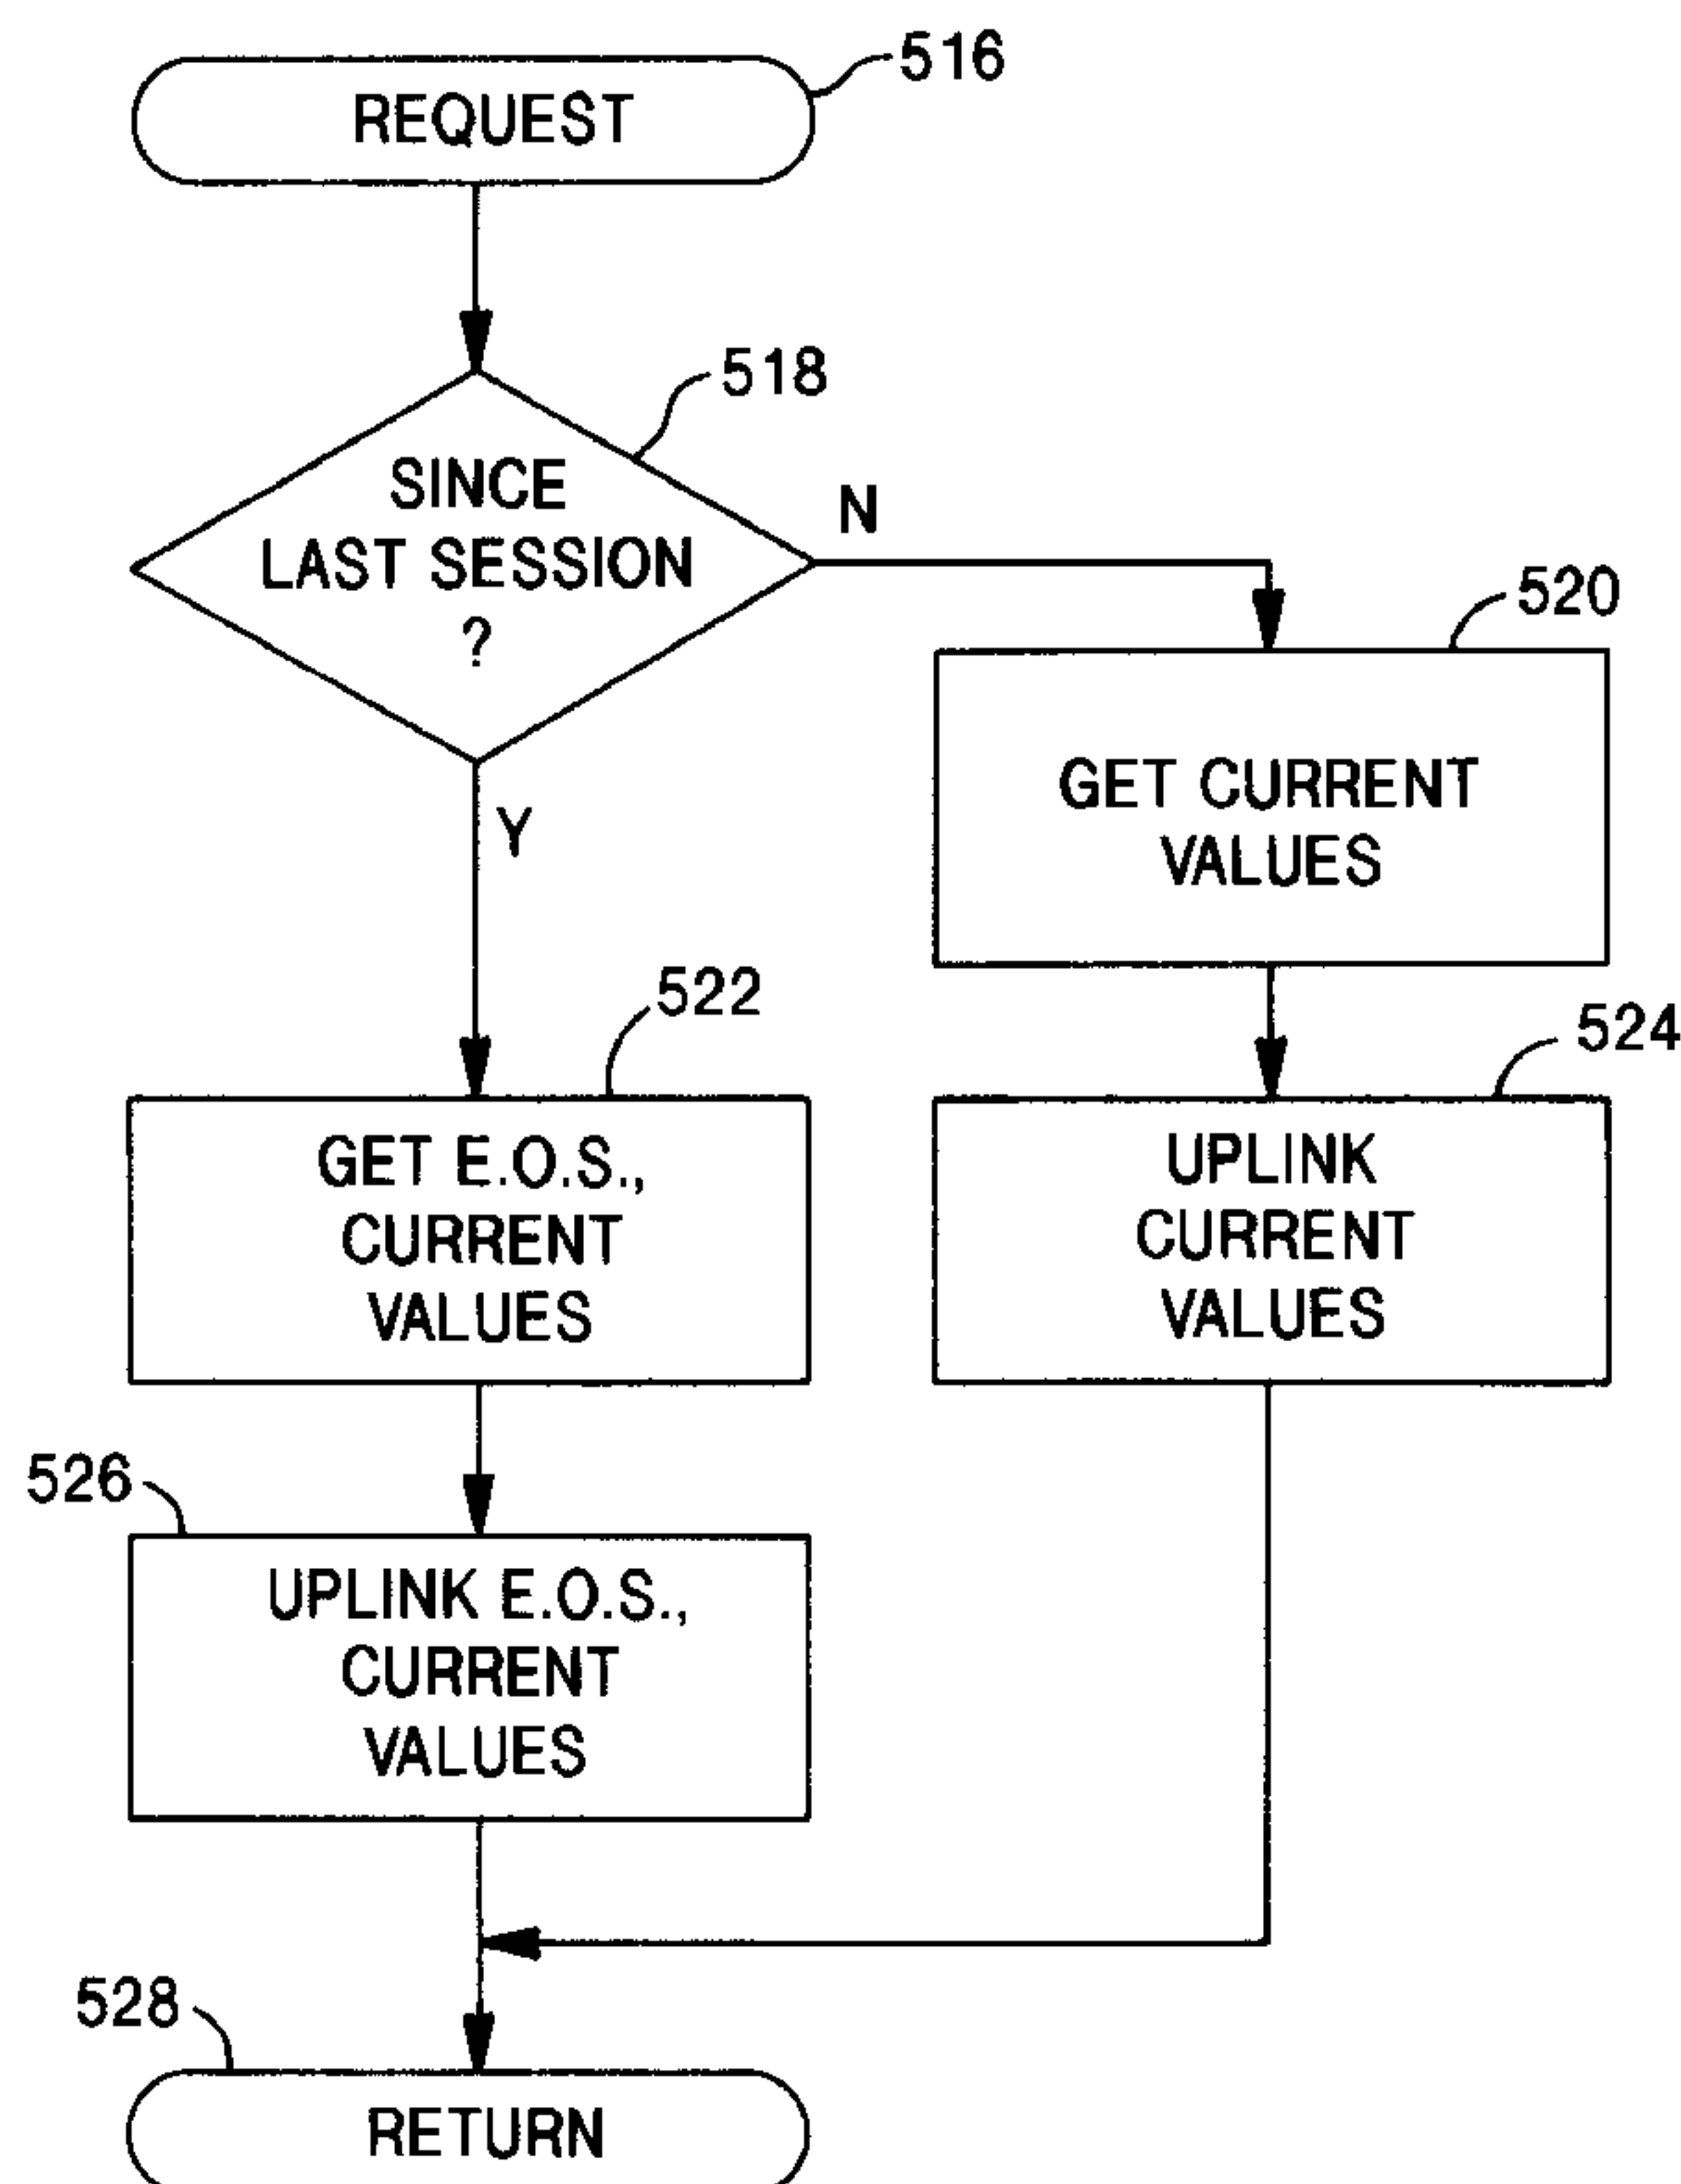 516
REQUEST
518
SINCE
LAST SESSION
?
N
520
GET CURRENT
VALUES
Y
522
GET E.O.S.,
CURRENT
VALUES
524
UPLINK
CURRENT
VALUES
526
UPLINK E.O.S.,
CURRENT
VALUES
528
RETURN